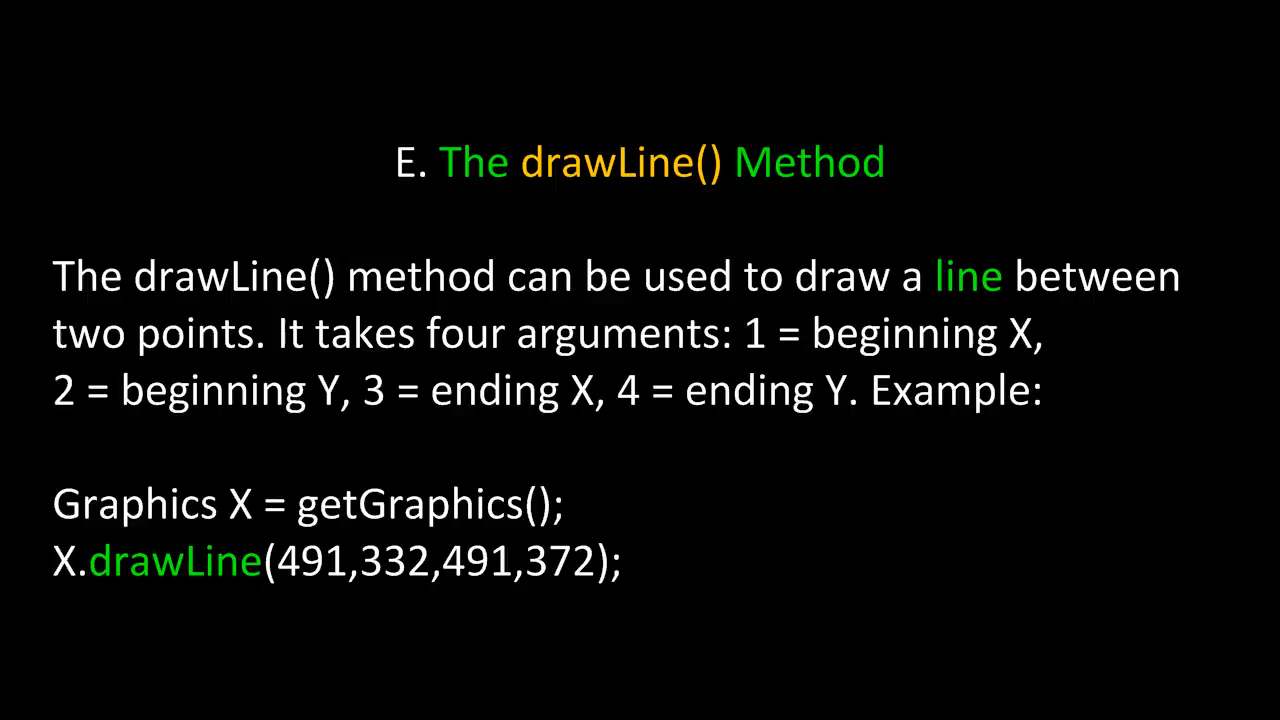 E. The drawLine() Method
The drawLine() method can be used to draw a line between
two points. It takes four arguments: 1 = beginning X,
2 = beginning Y, 3 = ending X, 4 = ending Y. Example:
Graphics X = getGraphics();
X.drawLine(491,332,491,372);